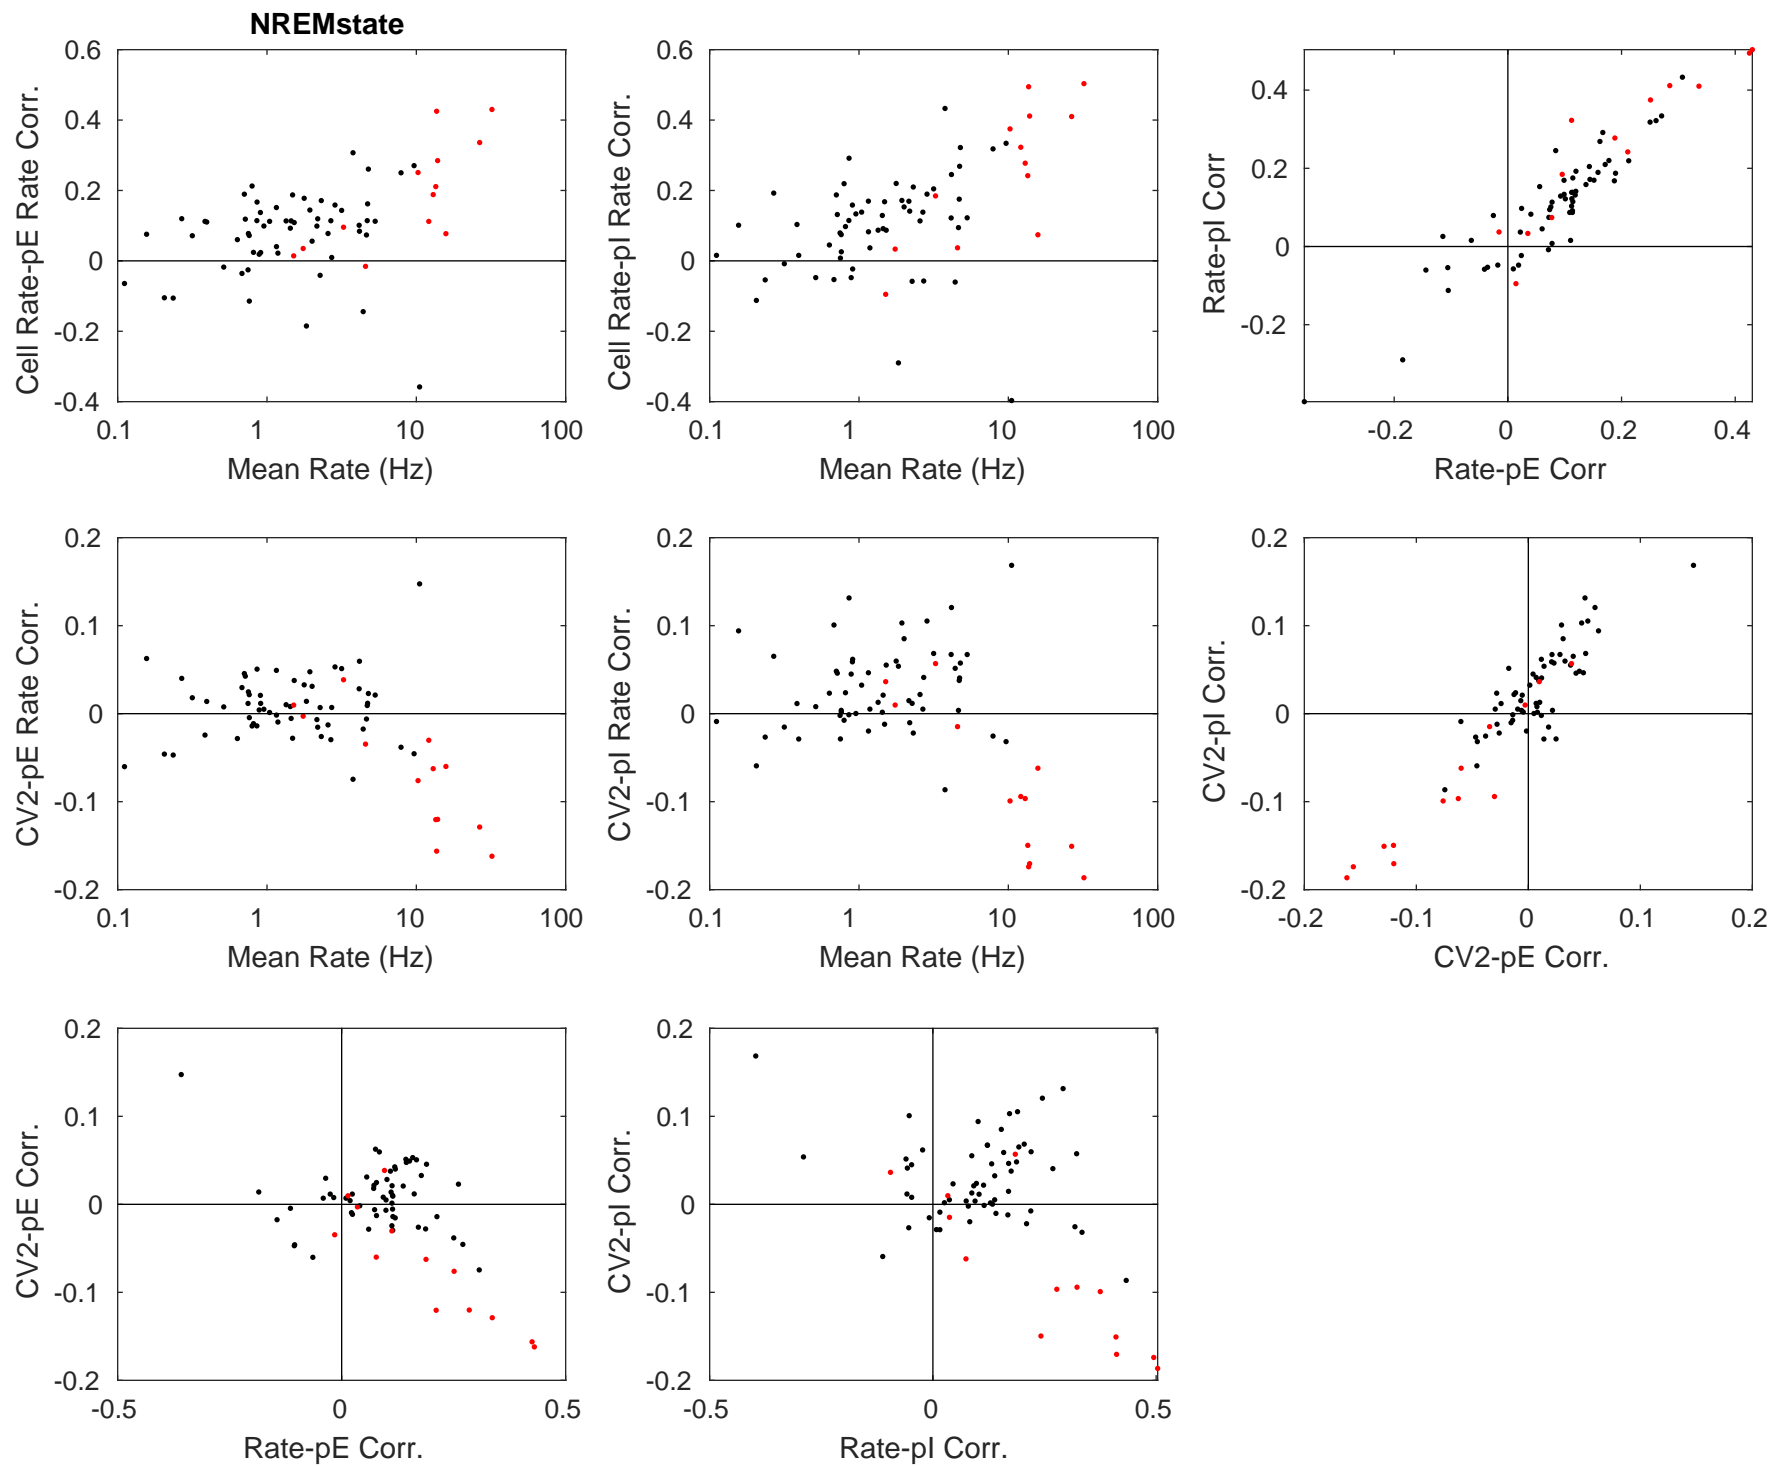 NREMstate
Cell Rate-pE Rate Corr.
0.6
0.4
0.2
0
-0.2
-0.4
0.1 1 10 100
Mean Rate (Hz)
Cell Rate-pI Rate Corr.
0.6
0.4
0.2
0
-0.2
-0.4
0.1 1 10 100
Mean Rate (Hz)
Rate-pI Corr
0.4
0.2
0
-0.2
-0.2 0 0.2 0.4
Rate-pE Corr
CV2-pE Rate Corr.
0.2
0.1
0
-0.1
-0.2
0.1 1 10 100
Mean Rate (Hz)
CV2-pI Rate Corr.
0.2
0.1
0
-0.1
-0.2
0.1 1 10 100
Mean Rate (Hz)
CV2-pI Corr.
0.2
0.1
0
-0.1
-0.2
-0.2 -0.1 0 0.1 0.2
CV2-pE Corr.
CV2-pE Corr.
0.2
0.1
0
-0.1
-0.2
-0.5 0 0.5
Rate-pE Corr.
CV2-pI Corr.
0.2
0.1
0
-0.1
-0.2
-0.5 0 0.5
Rate-pI Corr.